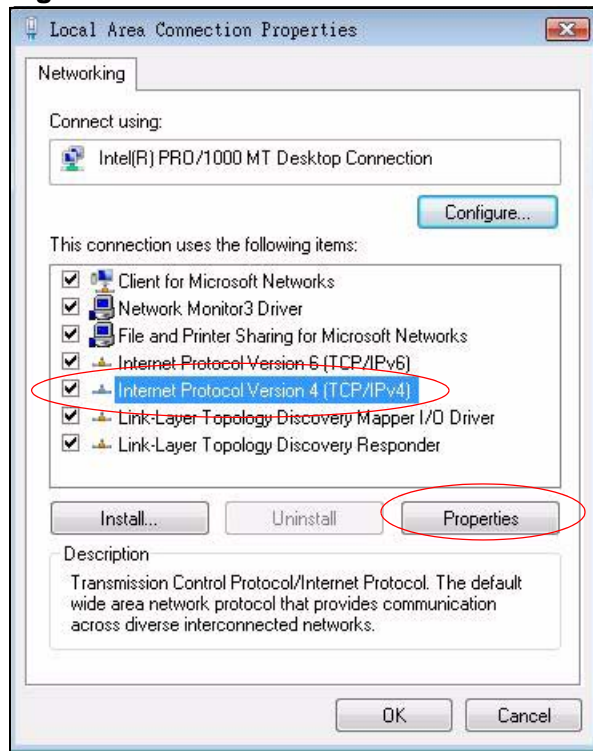 Local Area Connection Properties
Networking
Connect using:
Intel(R) PRO/1000 MT Desktop Connection
Configure...
This connection uses the following items:
Client for Microsoft Networks
Network Monitor3 Driver
File and Printer Sharing for Microsoft Networks
Internet Protocol Version 6 (TCP/IPv6)
Internet Protocol Version 4 (TCP/IPv4)
Link-Layer Topology Discovery Mapper I/O Driver
Link-Layer Topology Discovery Responder
Install...
Uninstall
Properties
Description
Transmission Control Protocol/Internet Protocol. The default
wide area network protocol that provides communication
across diverse interconnected networks.
OK
Cancel